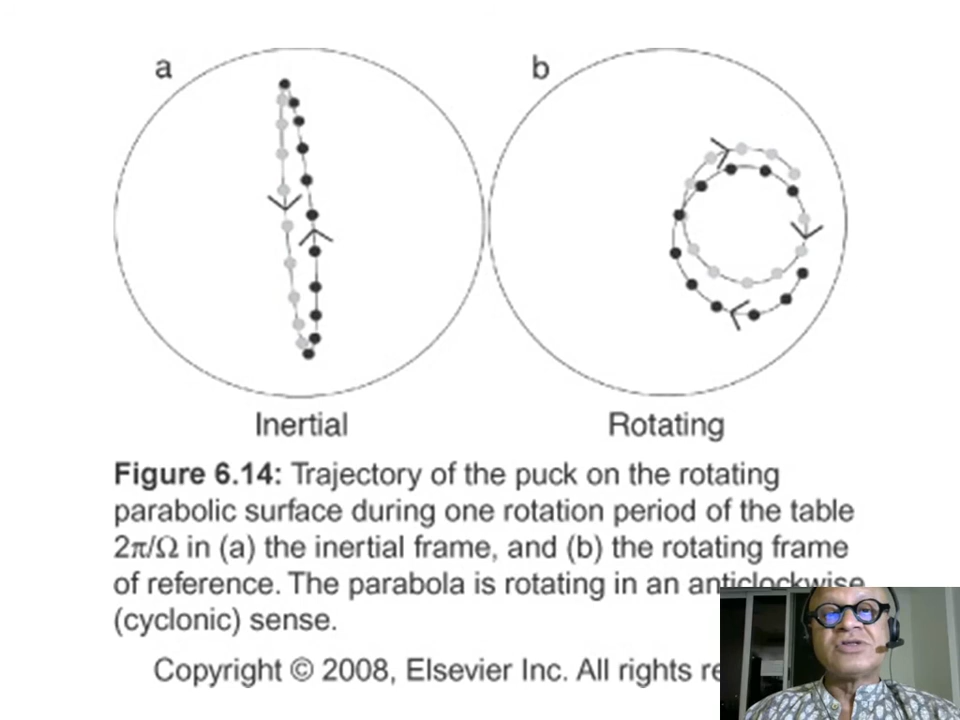 a
b
Inertial
Rotating
Figure 6.14: Trajectory of the puck on the rotating
parabolic surface during one rotation period of the table
2π/Ω in (a) the inertial frame, and (b) the rotating frame
of reference. The parabola is rotating in an anticlockwise
(cyclonic) sense.
Copyright © 2008, Elsevier Inc. All rights